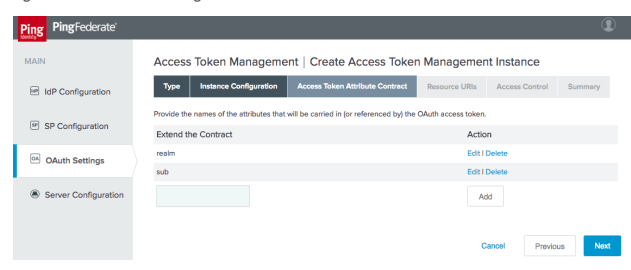 Ping
Identity
PingFederate®
MAIN
IdP
IdP Configuration
SP
SP Configuration
OA
OAuth Settings
Server Configuration
Access Token Management | Create Access Token Management Instance
Type Instance Configuration Access Token Attribute Contract Resource URIs Access Control Summary
Provide the names of the attributes that will be carried in (or referenced by) the OAuth access token.
Extend the Contract Action
realm Edit | Delete
sub Edit | Delete
Add
Cancel Previous Next